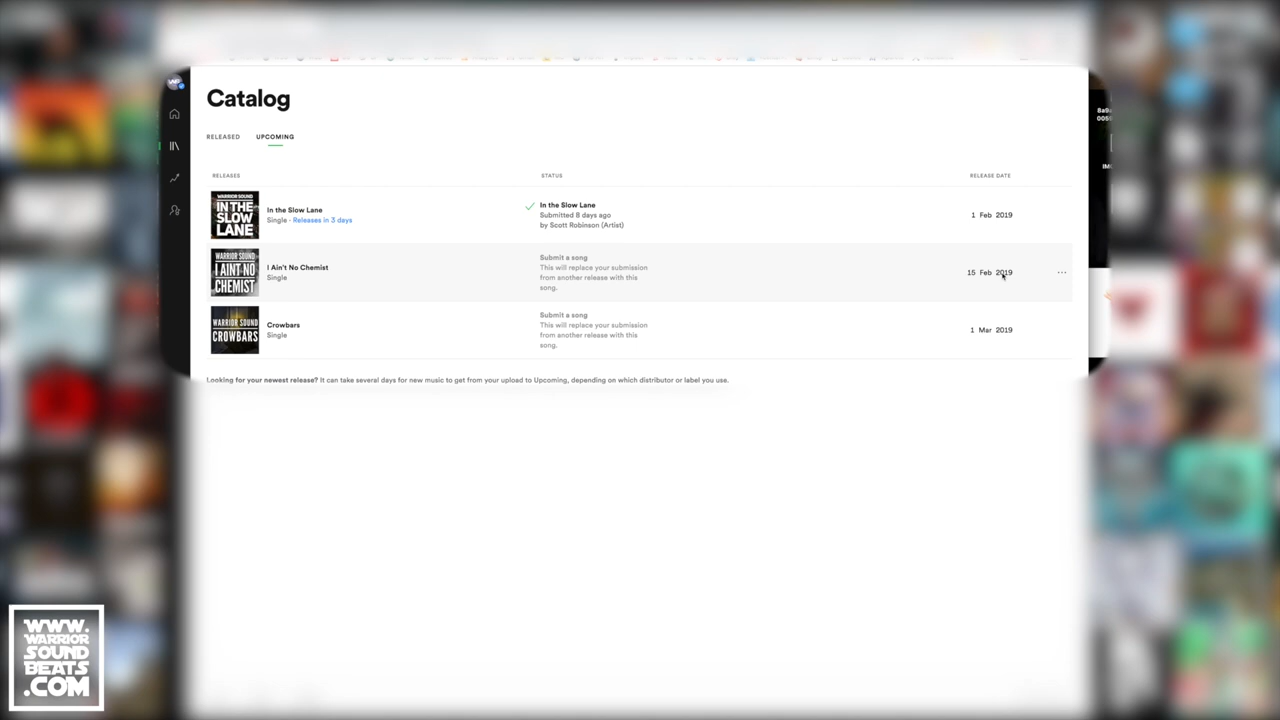 Catalog
RELEASED UPCOMING
RELEASES STATUS RELEASE DATE
WARRIOR SOUND
IN THE
SLOW
LANE
In the Slow Lane
Single · Releases in 3 days
In the Slow Lane
Submitted 8 days ago
by Scott Robinson (Artist)
1 Feb 2019
WARRIOR SOUND
I AINT NO
CHEMIST
I Ain't No Chemist
Single
Submit a song
This will replace your submission
from another release with this
song.
15 Feb 2019
WARRIOR SOUND
CROWBARS
Crowbars
Single
Submit a song
This will replace your submission
from another release with this
song.
1 Mar 2019
Looking for your newest release? It can take several days for new music to get from your upload to Upcoming, depending on which distributor or label you use.
WWW.
WARRIOR
SOUND
BEATS
.COM